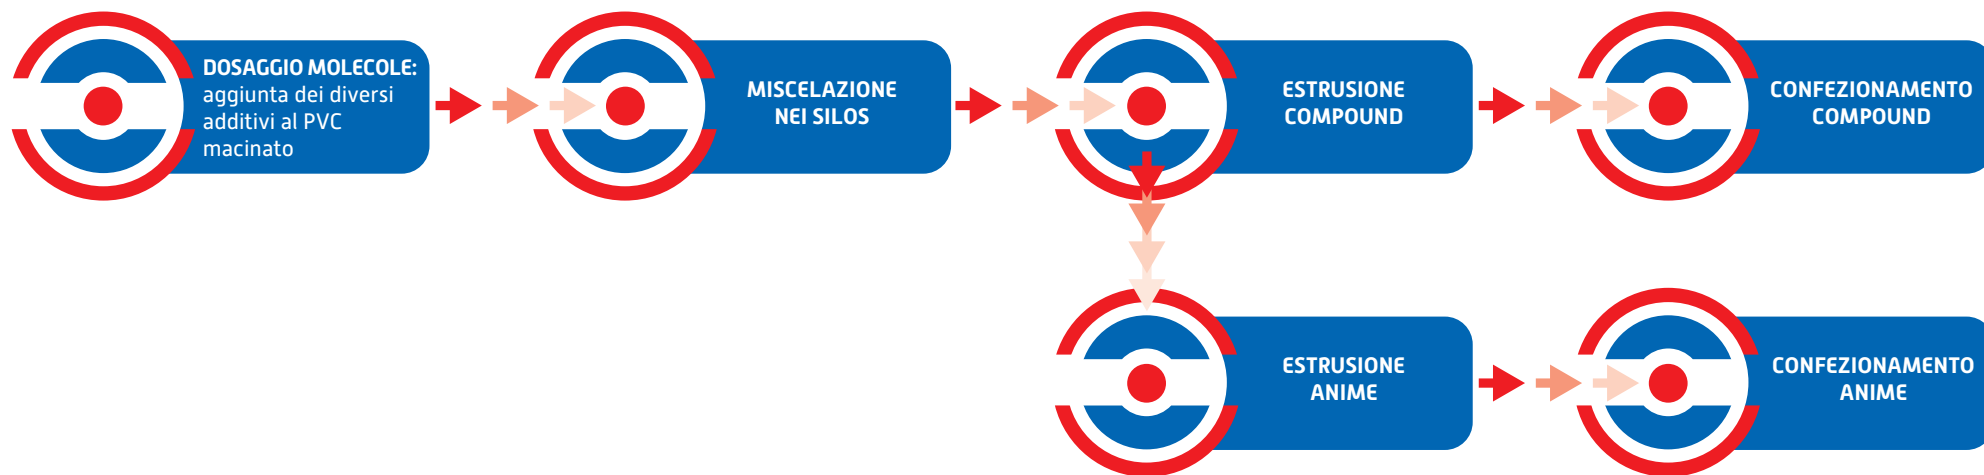 DOSAGGIO MOLECOLE:
aggiunta dei diversi
additivi al PVC
macinato
MISCELAZIONE
NEI SILOS
ESTRUSIONE
COMPOUND
CONFEZIONAMENTO
COMPOUND
ESTRUSIONE
ANIME
CONFEZIONAMENTO
ANIME